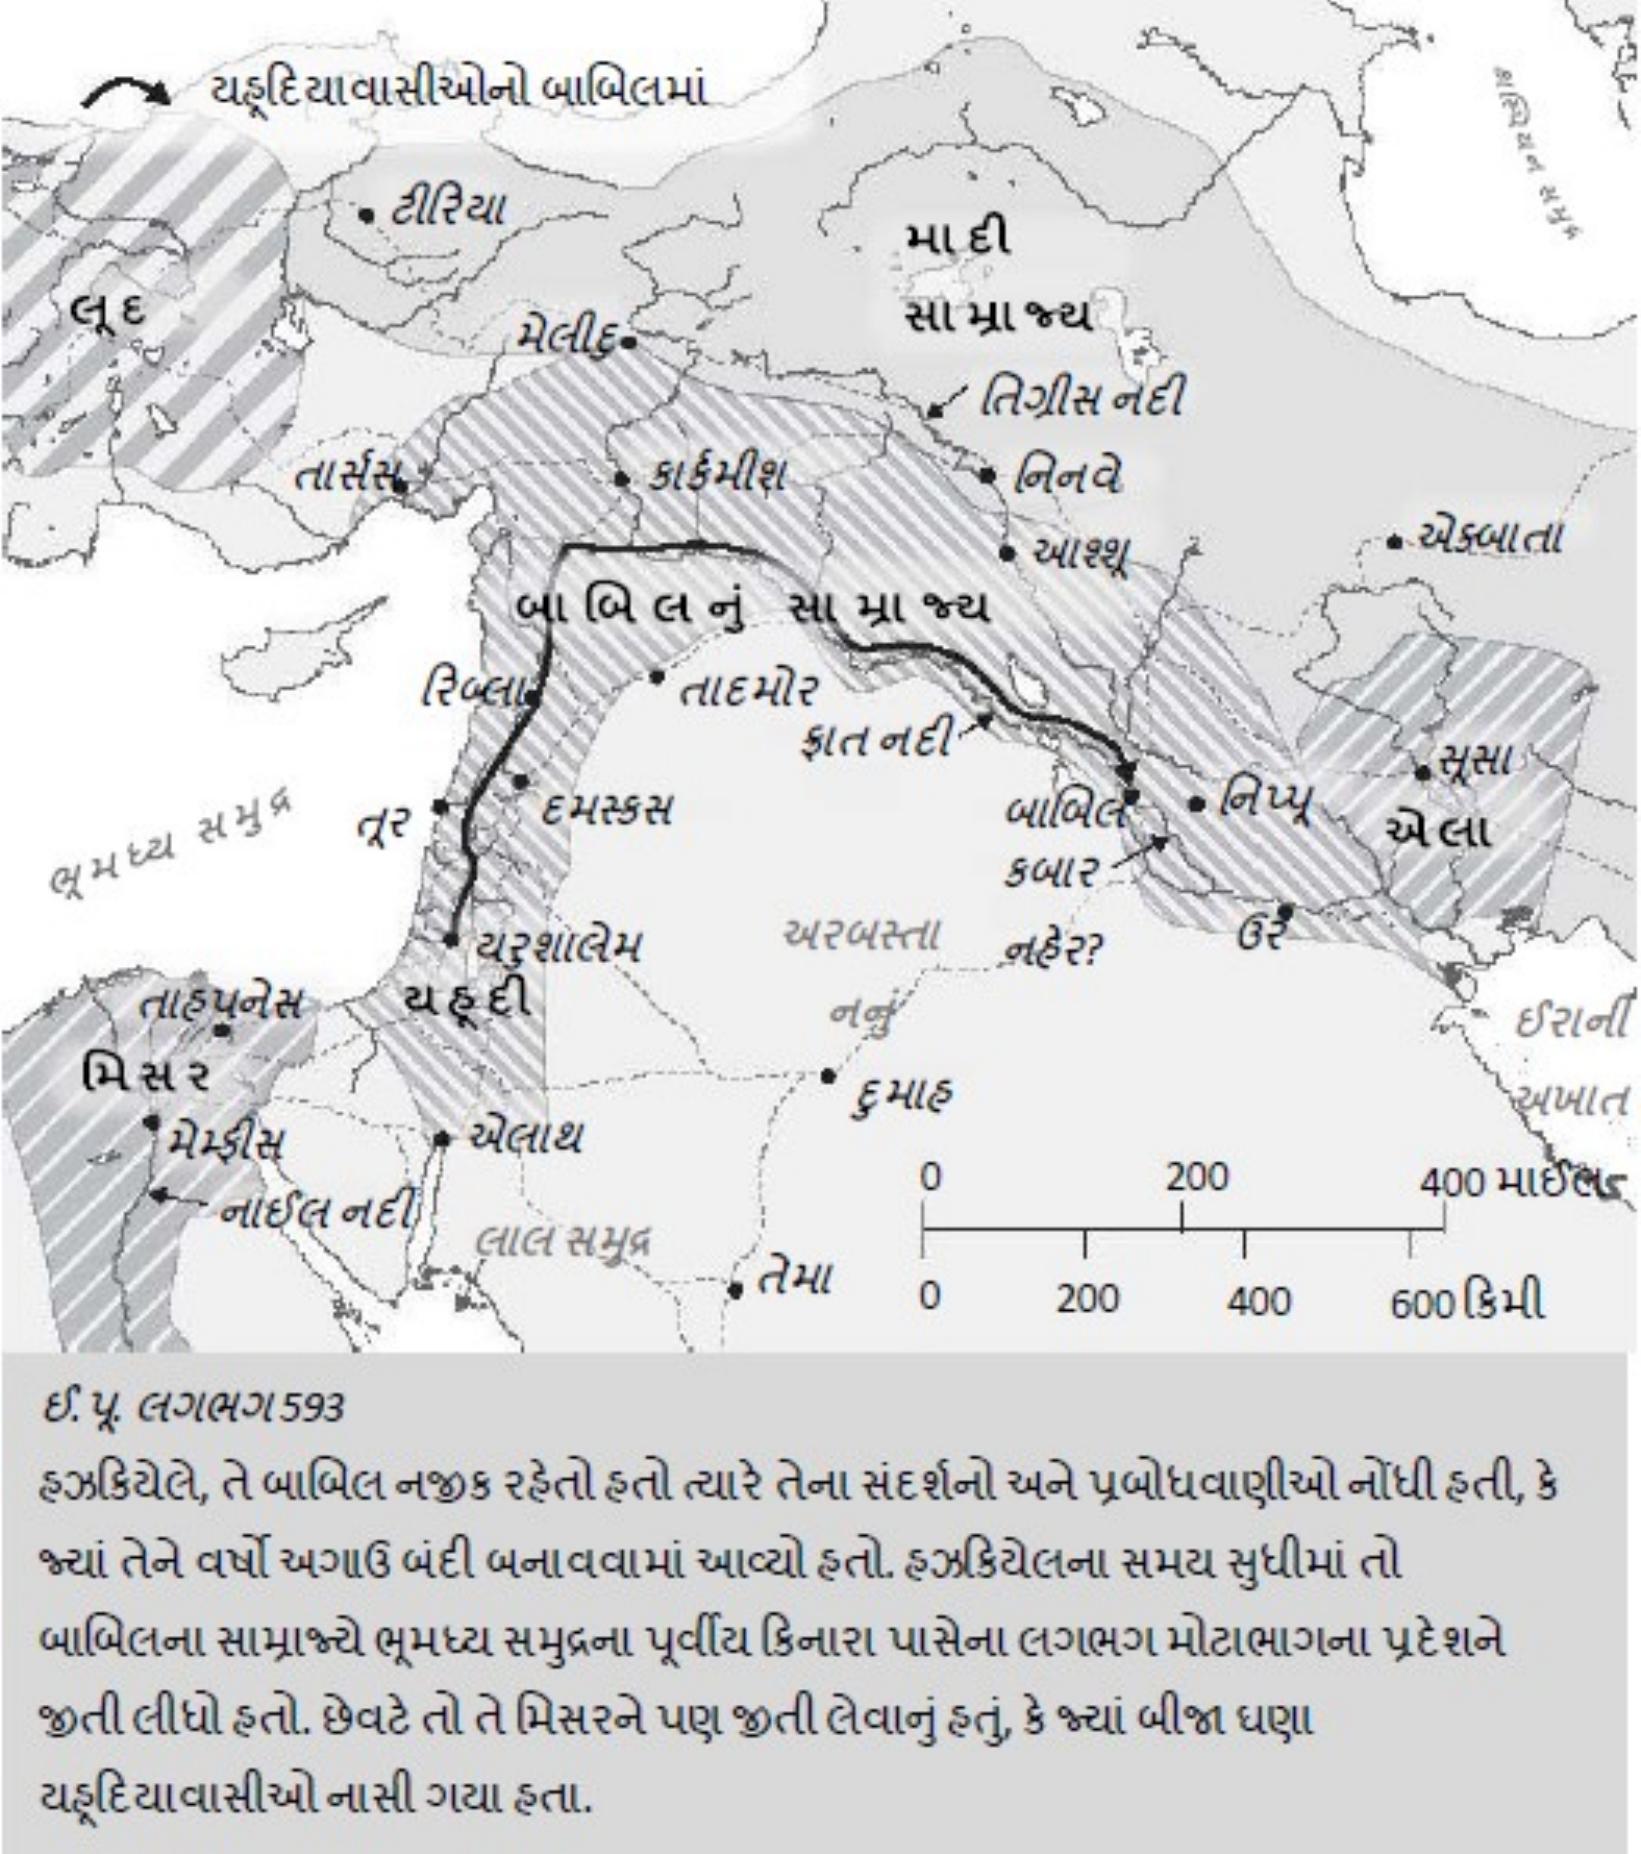 યહૂદિયાવાસીઓનો બાબિલમાં
કાસ્પિયન સમુદ્ર
ટીરિયા
માદી
સામ્રાજ્ય
લૂદ
મેલીદુ
તિગ્રીસ નદી
તાર્સસ
કાર્કમીશ
નિનવે
આશ્શૂ
એક્બાતા
બાબિલનું સામ્રાજ્ય
રિબ્લા
તાદમોર
ફ્રાત નદી
સૂસા
ભૂમધ્ય સમુદ્ર
તૂર
દમસ્કસ
બાબિલ
નિપ્પૂ
એલા
કબાર
નહેર?
ઉર
અરબસ્તા
નનું
યરુશાલેમ
યહૂદી
તાહપનેસ
મિસર
ઈરાની
અખાત
દુમાહ
મેમ્ફીસ
એલાથ
નાઈલ નદી
લાલ સમુદ્ર
તેમા
0 200 400 માઈલ્સ
0 200 400 600 કિમી
ઈ.પૂ. લગભગ 593
હઝકિયેલે, તે બાબિલ નજીક રહેતો હતો ત્યારે તેના સંદર્શનો અને પ્રબોધવાણીઓ નોંધી હતી, કે
જ્યાં તેને વર્ષો અગાઉ બંદી બનાવવામાં આવ્યો હતો. હઝકિયેલના સમય સુધીમાં તો
બાબિલના સામ્રાજ્યે ભૂમધ્ય સમુદ્રના પૂર્વીય કિનારા પાસેના લગભગ મોટાભાગના પ્રદેશને
જીતી લીધો હતો. છેવટે તો તે મિસરને પણ જીતી લેવાનું હતું, કે જ્યાં બીજા ઘણા
યહૂદિયાવાસીઓ નાસી ગયા હતા.